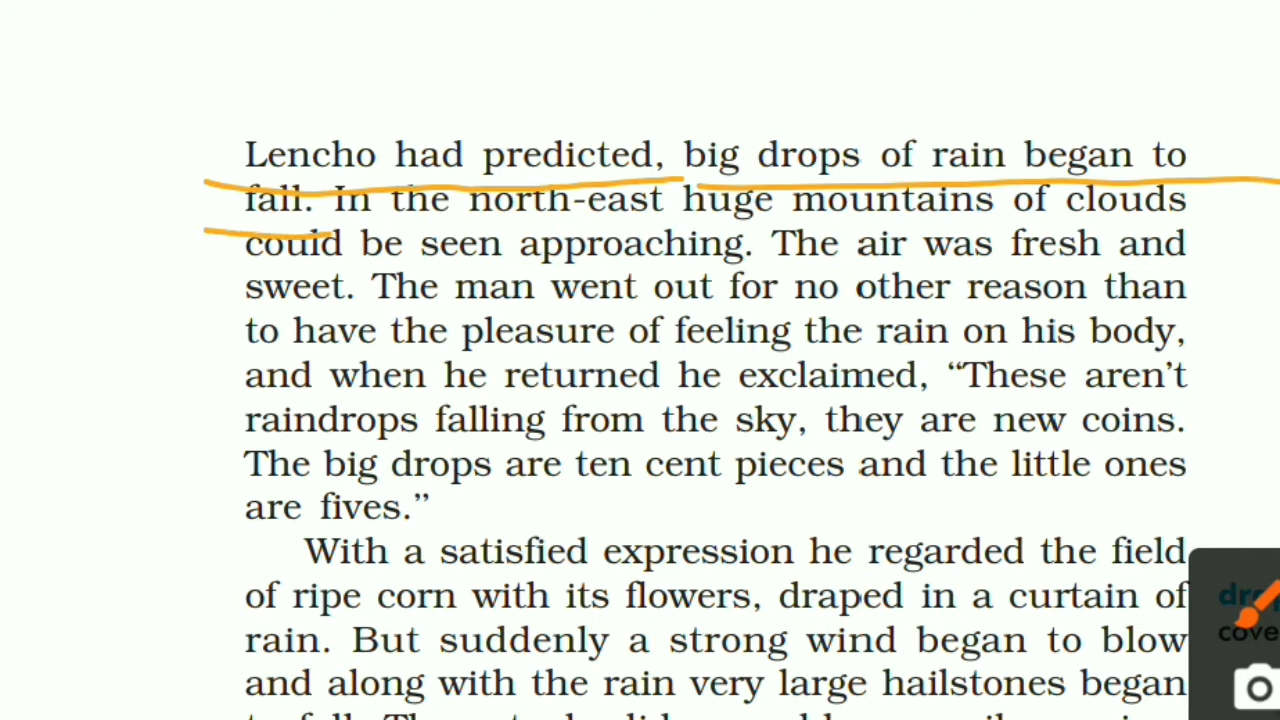 Lencho had predicted, big drops of rain began to
fall. In the north-east huge mountains of clouds
could be seen approaching. The air was fresh and
sweet. The man went out for no other reason than
to have the pleasure of feeling the rain on his body,
and when he returned he exclaimed, “These aren’t
raindrops falling from the sky, they are new coins.
The big drops are ten cent pieces and the little ones
are fives.”
With a satisfied expression he regarded the field
of ripe corn with its flowers, draped in a curtain of
rain. But suddenly a strong wind began to blow
and along with the rain very large hailstones began